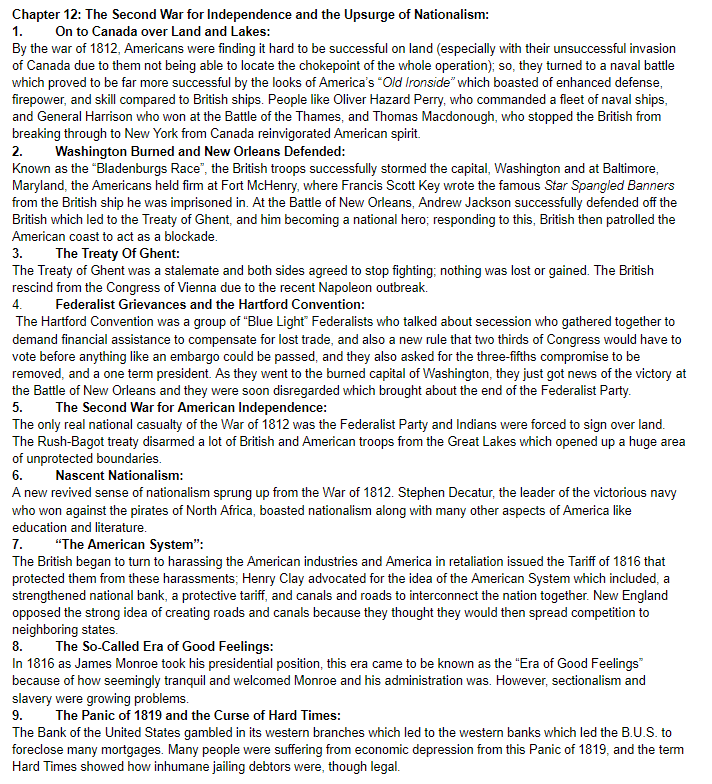 Chapter 12: The Second War for Independence and the Upsurge of Nationalism:
1. On to Canada over Land and Lakes:
By the war of 1812, Americans were finding it hard to be successful on land (especially with their unsuccessful invasion
of Canada due to them not being able to locate the chokepoint of the whole operation); so, they turned to a naval battle
which proved to be far more successful by the looks of America's "Old Ironside" which boasted of enhanced defense,
firepower, and skill compared to British ships. People like Oliver Hazard Perry, who commanded a fleet of naval ships,
and General Harrison who won at the Battle of the Thames, and Thomas Macdonough, who stopped the British from
breaking through to New York from Canada reinvigorated American spirit.
2. Washington Burned and New Orleans Defended:
Known as the "Bladenburgs Race", the British troops successfully stormed the capital, Washington and at Baltimore,
Maryland, the Americans held firm at Fort McHenry, where Francis Scott Key wrote the famous Star Spangled Banners
from the British ship he was imprisoned in. At the Battle of New Orleans, Andrew Jackson successfully defended off the
British which led to the Treaty of Ghent, and him becoming a national hero; responding to this, British then patrolled the
American coast to act as a blockade.
3. The Treaty Of Ghent:
The Treaty of Ghent was a stalemate and both sides agreed to stop fighting; nothing was lost or gained. The British
rescind from the Congress of Vienna due to the recent Napoleon outbreak.
4. Federalist Grievances and the Hartford Convention:
The Hartford Convention was a group of "Blue Light" Federalists who talked about secession who gathered together to
demand financial assistance to compensate for lost trade, and also a new rule that two thirds of Congress would have to
vote before anything like an embargo could be passed, and they also asked for the three-fifths compromise to be
removed, and a one term president. As they went to the burned capital of Washington, they just got news of the victory at
the Battle of New Orleans and they were soon disregarded which brought about the end of the Federalist Party.
5. The Second War for American Independence:
The only real national casualty of the War of 1812 was the Federalist Party and Indians were forced to sign over land.
The Rush-Bagot treaty disarmed a lot of British and American troops from the Great Lakes which opened up a huge area
of unprotected boundaries.
6. Nascent Nationalism:
A new revived sense of nationalism sprung up from the War of 1812. Stephen Decatur, the leader of the victorious navy
who won against the pirates of North Africa, boasted nationalism along with many other aspects of America like
education and literature.
7. "The American System":
The British began to turn to harassing the American industries and America in retaliation issued the Tariff of 1816 that
protected them from these harassments; Henry Clay advocated for the idea of the American System which included, a
strengthened national bank, a protective tariff, and canals and roads to interconnect the nation together. New England
opposed the strong idea of creating roads and canals because they thought they would then spread competition to
neighboring states.
8. The So-Called Era of Good Feelings:
In 1816 as James Monroe took his presidential position, this era came to be known as the "Era of Good Feelings"
because of how seemingly tranquil and welcomed Monroe and his administration was. However, sectionalism and
slavery were growing problems.
9. The Panic of 1819 and the Curse of Hard Times:
The Bank of the United States gambled in its western branches which led to the western banks which led the B.U.S. to
foreclose many mortgages. Many people were suffering from economic depression from this Panic of 1819, and the term
Hard Times showed how inhumane jailing debtors were, though legal.